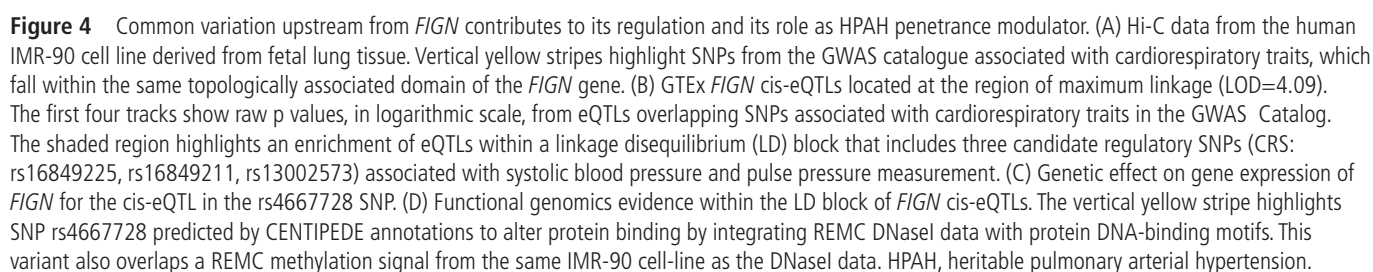 Figure 4 Common variation upstream from FIGN contributes to its regulation and its role as HPAH penetrance modulator. (A) Hi-C data from the human
IMR-90 cell line derived from fetal lung tissue. Vertical yellow stripes highlight SNPs from the GWAS catalogue associated with cardiorespiratory traits, which
fall within the same topologically associated domain of the FIGN gene. (B) GTEx FIGN cis-eQTLs located at the region of maximum linkage (LOD=4.09).
The first four tracks show raw p values, in logarithmic scale, from eQTLs overlapping SNPs associated with cardiorespiratory traits in the GWAS Catalog.
The shaded region highlights an enrichment of eQTLs within a linkage disequilibrium (LD) block that includes three candidate regulatory SNPs (CRS:
rs16849225, rs16849211, rs13002573) associated with systolic blood pressure and pulse pressure measurement. (C) Genetic effect on gene expression of
FIGN for the cis-eQTL in the rs4667728 SNP. (D) Functional genomics evidence within the LD block of FIGN cis-eQTLs. The vertical yellow stripe highlights
SNP rs4667728 predicted by CENTIPEDE annotations to alter protein binding by integrating REMC DNaseI data with protein DNA-binding motifs. This
variant also overlaps a REMC methylation signal from the same IMR-90 cell-line as the DNaseI data. HPAH, heritable pulmonary arterial hypertension.